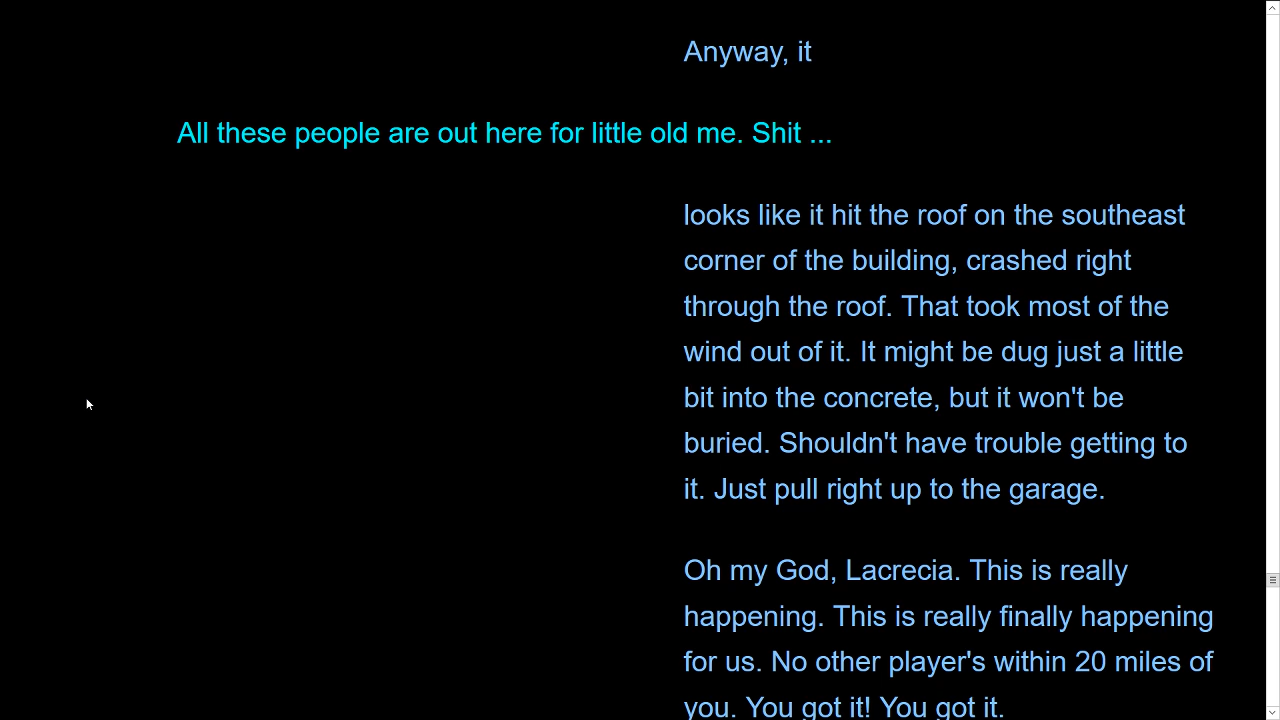 Anyway, it
All these people are out here for little old me. Shit ...
looks like it hit the roof on the southeast
corner of the building, crashed right
through the roof. That took most of the
wind out of it. It might be dug just a little
bit into the concrete, but it won't be
buried. Shouldn't have trouble getting to
it. Just pull right up to the garage.
Oh my God, Lacrecia. This is really
happening. This is really finally happening
for us. No other player's within 20 miles of
you. You got it! You got it.